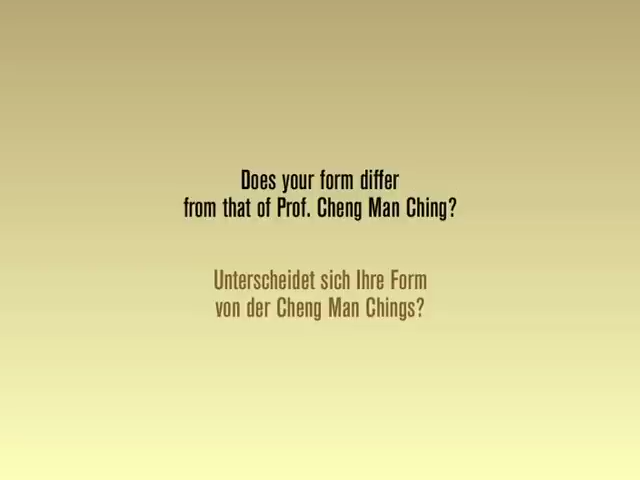 Does your form differ
from that of Prof. Cheng Man Ching?
Unterscheidet sich Ihre Form
von der Cheng Man Chings?